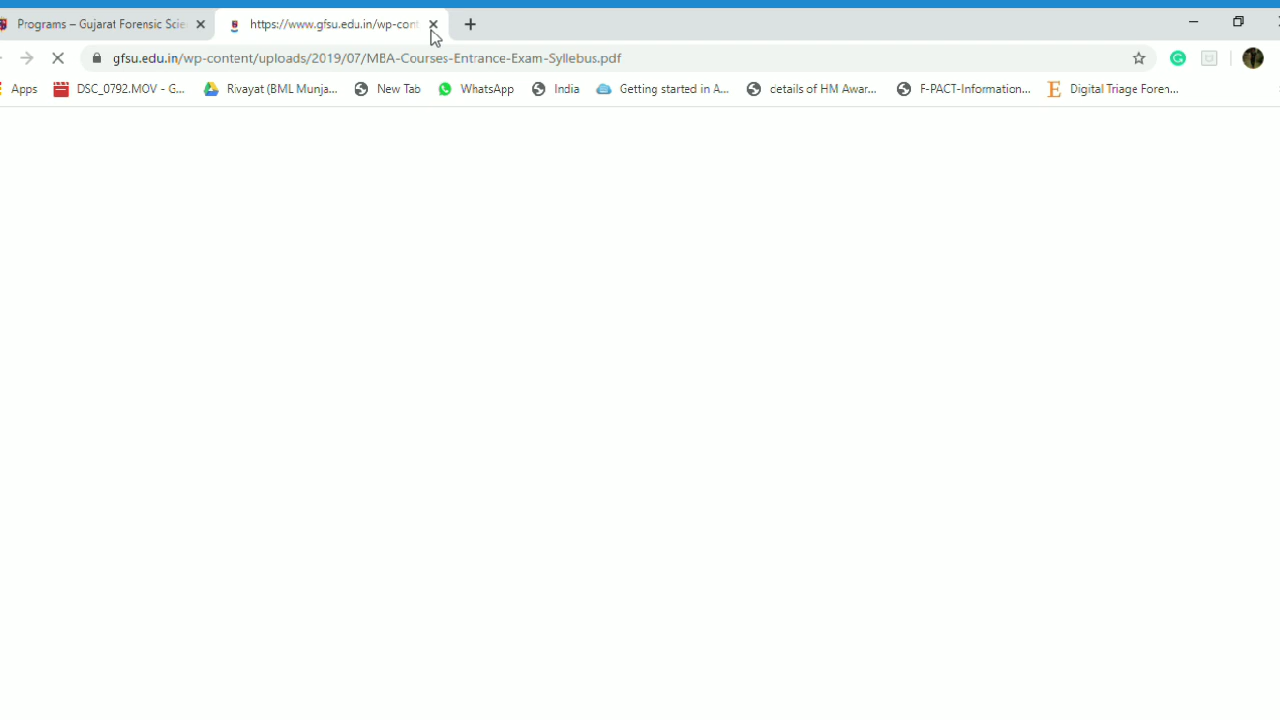 Programs – Gujarat Forensic Scie
https://www.gfsu.edu.in/wp-cont
gfsu.edu.in/wp-content/uploads/2019/07/MBA-Courses-Entrance-Exam-Syllebus.pdf
Apps DSC_0792.MOV - G... Rivayat (BML Munja... New Tab WhatsApp India Getting started in A... details of HM Awar... F-PACT-Information... Digital Triage Foren...